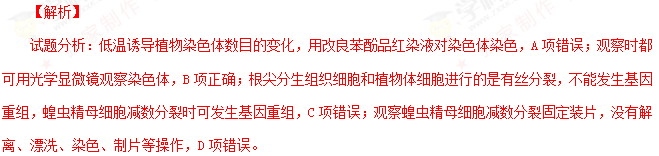 【解析】
试题分析：低温诱导植物染色体数目的变化，用改良苯酚品红染液对染色体染色，A 项错误；观察时都
可用光学显微镜观察染色体，B 项正确；根尖分生组织细胞和植物体细胞进行的是有丝分裂，不能发生基因
重组，蝗虫精母细胞减数分裂时可发生基因重组，C 项错误；观察蝗虫精母细胞减数分裂固定装片，没有解
离、漂洗、染色、制片等操作，D 项错误。